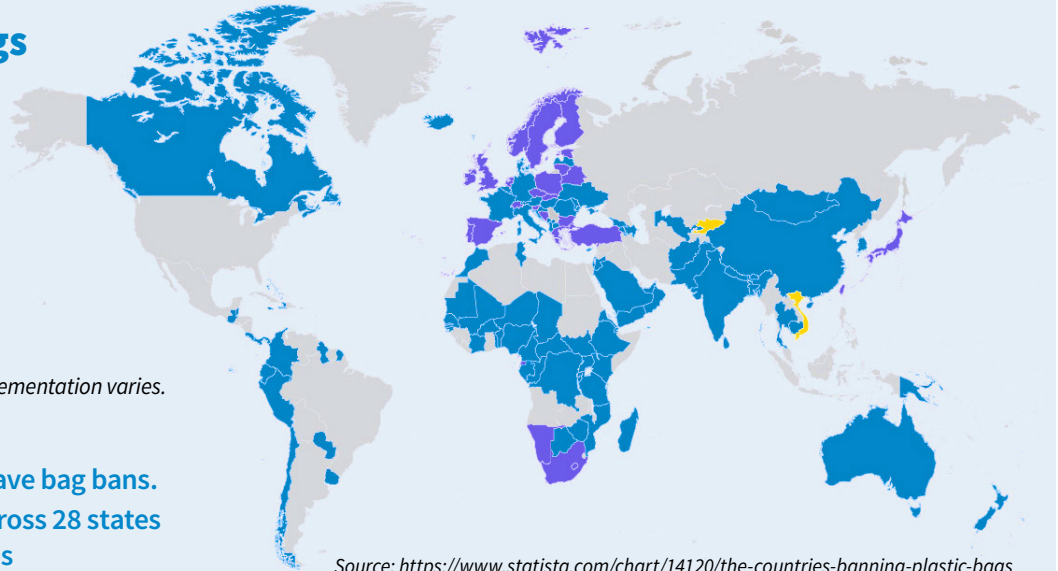 gs
ementation varies.
ave bag bans.
ross 28 states
s
Source: https://www.statista.com/chart/14120/the-countries-banning-plastic-bags